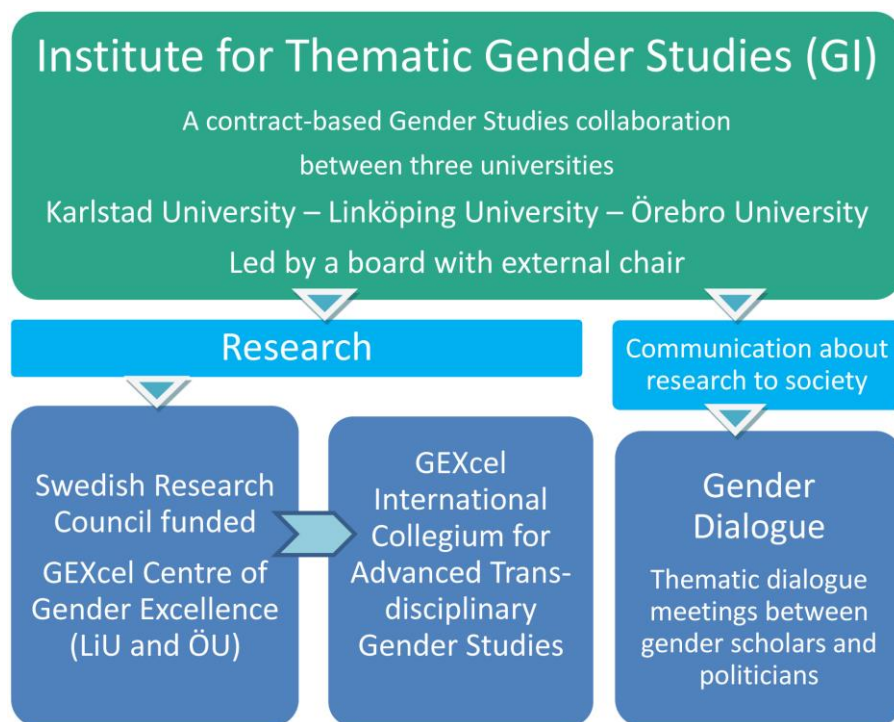 Institute for Thematic Gender Studies (GI)
A contract-based Gender Studies collaboration
between three universities
Karlstad University – Linköping University – Örebro University
Led by a board with external chair
Research
Communication about
research to society
Swedish Research
Council funded
GEXcel Centre of
Gender Excellence
(LiU and ÖU)
GEXcel
International
Collegium for
Advanced Trans-
disciplinary
Gender Studies
Gender
Dialogue
Thematic dialogue
meetings between
gender scholars and
politicians